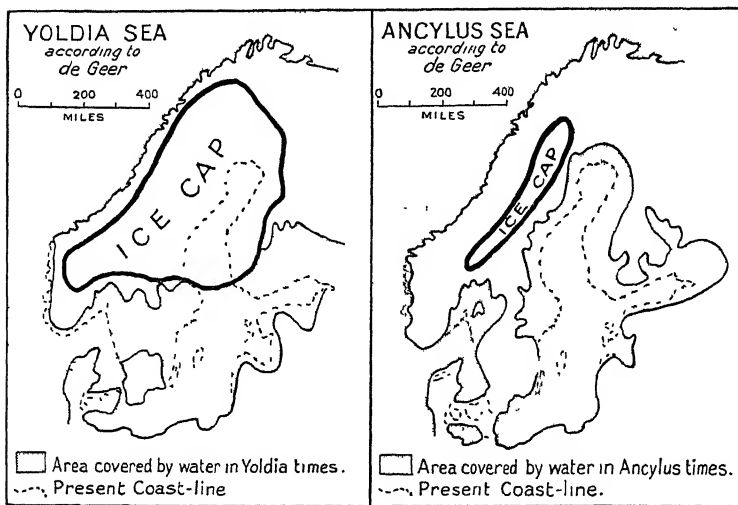 YOLDIA SEA
according to
de Geer
0 200 400
MILES
ICE CAP
Area covered by water in Yoldia times.
Present Coast-line
ANCYLUS SEA
according to
de Geer
0 200 400
MILES
ICE CAP
Area covered by water in Ancylus times.
Present Coast-line.